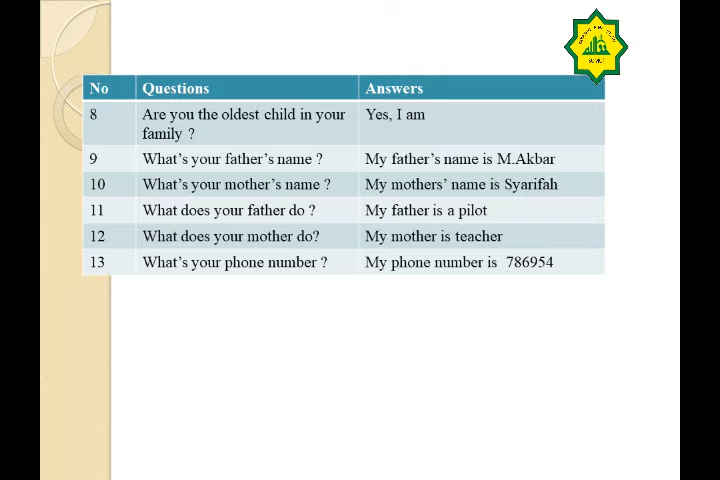 SUMUT
No Questions Answers
8 Are you the oldest child in your Yes, I am
family ?
9 What's your father's name ? My father's name is M.Akbar
10 What's your mother's name ? My mothers' name is Syarifah
11 What does your father do ? My father is a pilot
12 What does your mother do? My mother is teacher
13 What's your phone number ? My phone number is 786954